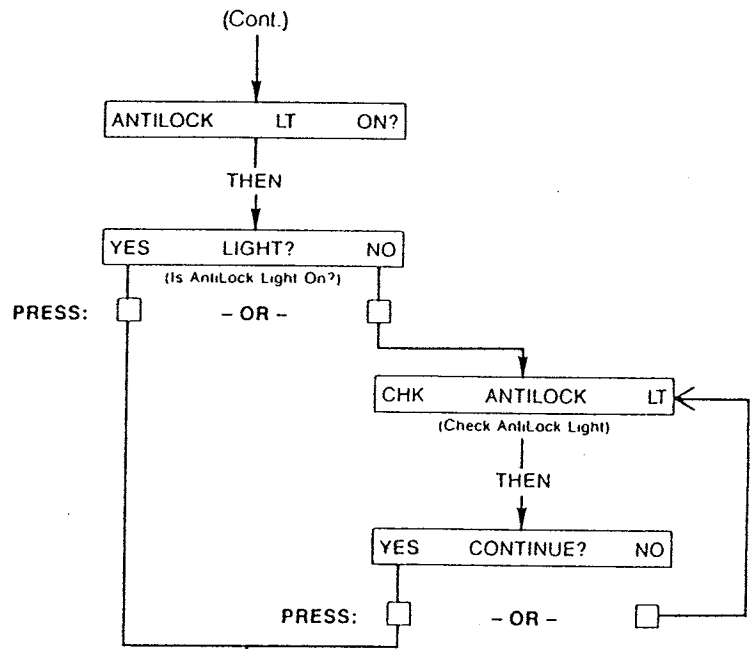 (Cont.)
ANTILOCK LT ON?
THEN
YES LIGHT? NO
(Is AntiLock Light On?)
PRESS: – OR –
CHK ANTILOCK LT
(Check AntiLock Light)
THEN
YES CONTINUE? NO
PRESS: – OR –